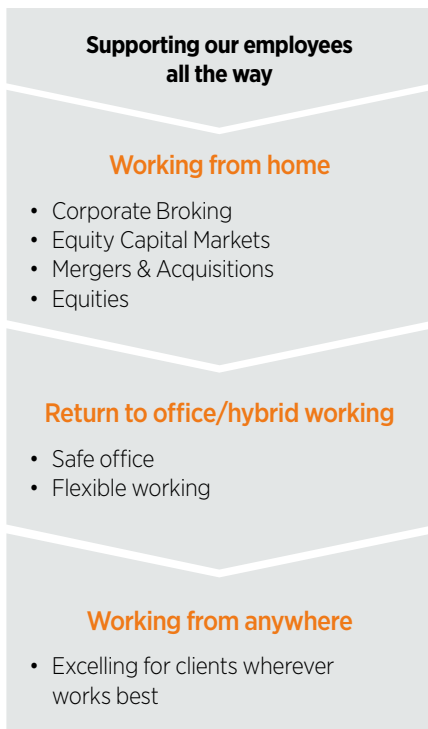 Supporting our employees
all the way
Working from home
• Corporate Broking
• Equity Capital Markets
• Mergers & Acquisitions
• Equities
Return to office/hybrid working
• Safe office
• Flexible working
Working from anywhere
• Excelling for clients wherever
works best